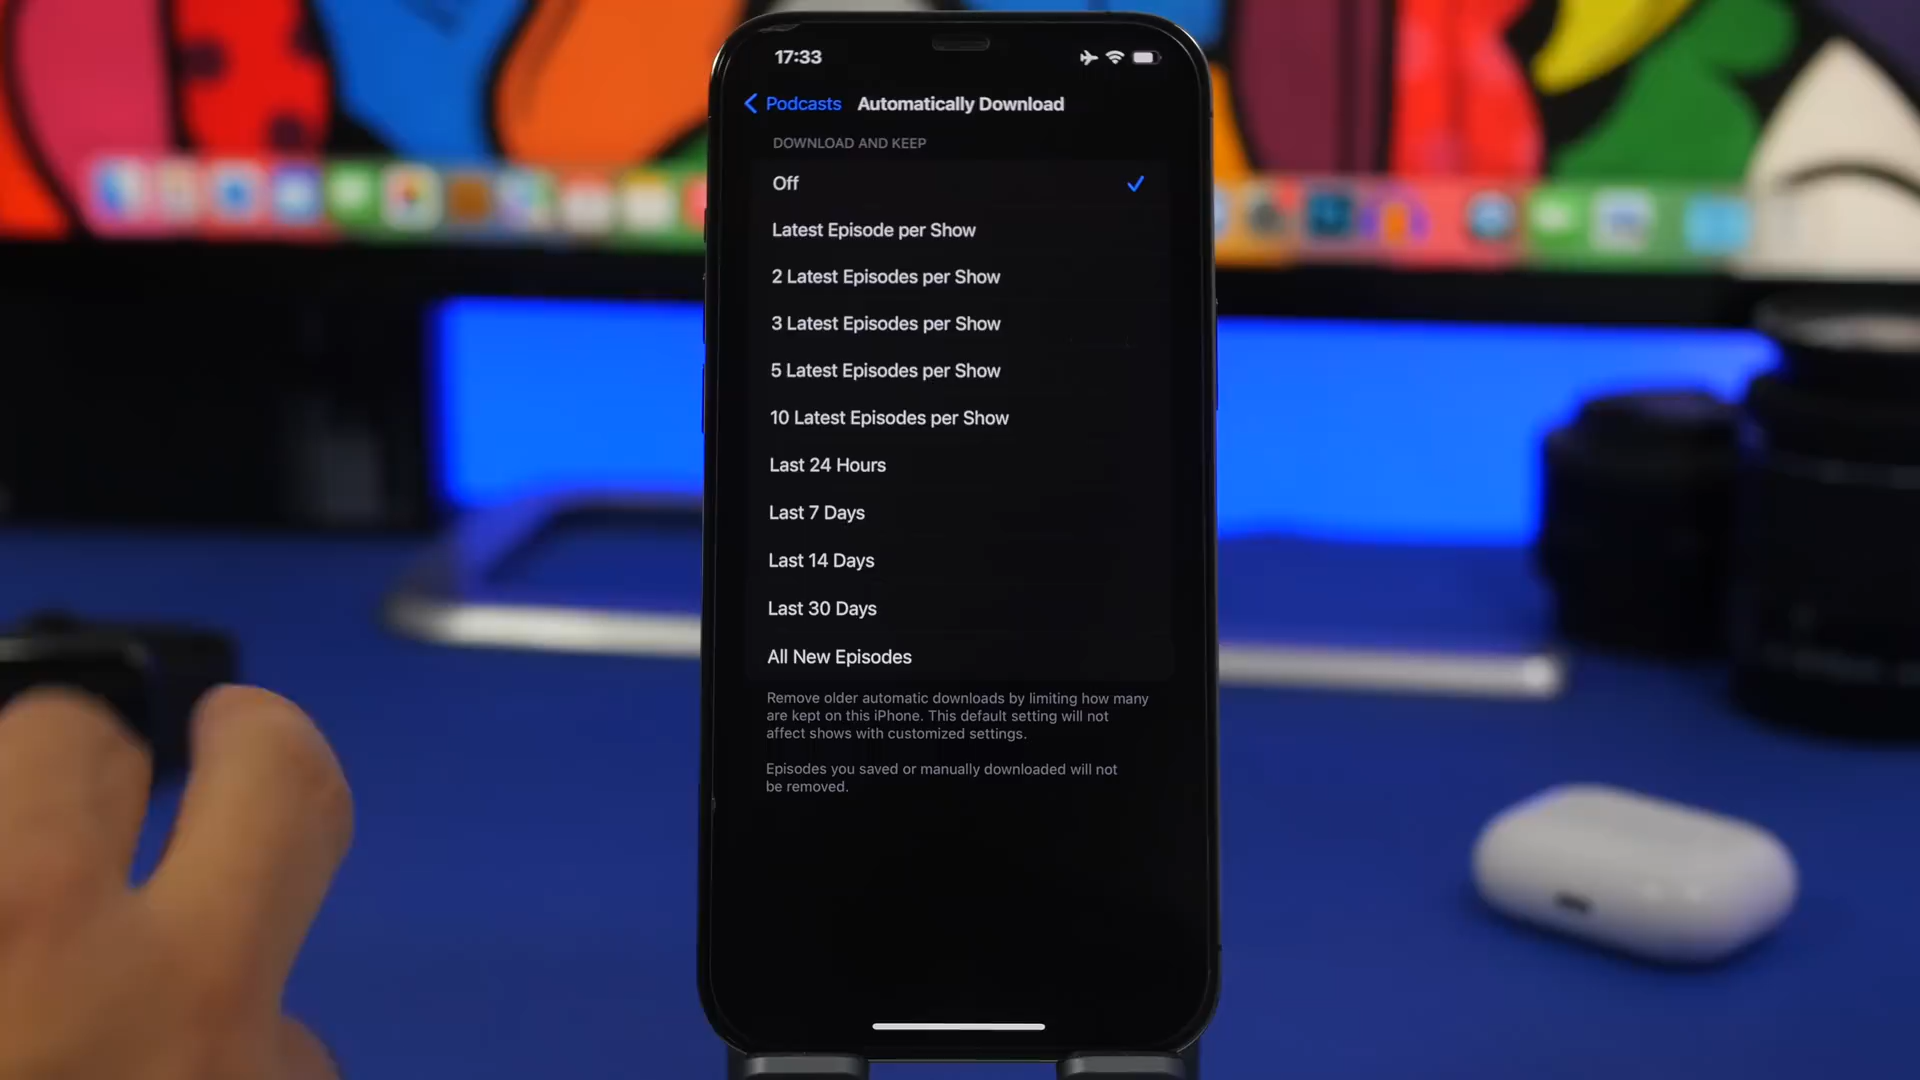 17:33
Podcasts Automatically Download
DOWNLOAD AND KEEP
Off
Latest Episode per Show
2 Latest Episodes per Show
3 Latest Episodes per Show
5 Latest Episodes per Show
10 Latest Episodes per Show
Last 24 Hours
Last 7 Days
Last 14 Days
Last 30 Days
All New Episodes
Remove older automatic downloads by limiting how many
are kept on this iPhone. This default setting will not
affect shows with customized settings.
Episodes you saved or manually downloaded will not
be removed.